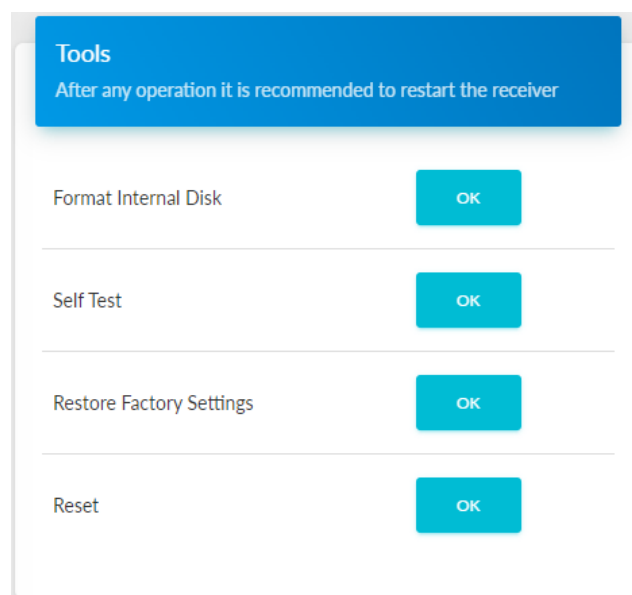 Tools
After any operation it is recommended to restart the receiver
Format Internal Disk OK
Self Test OK
Restore Factory Settings OK
Reset OK